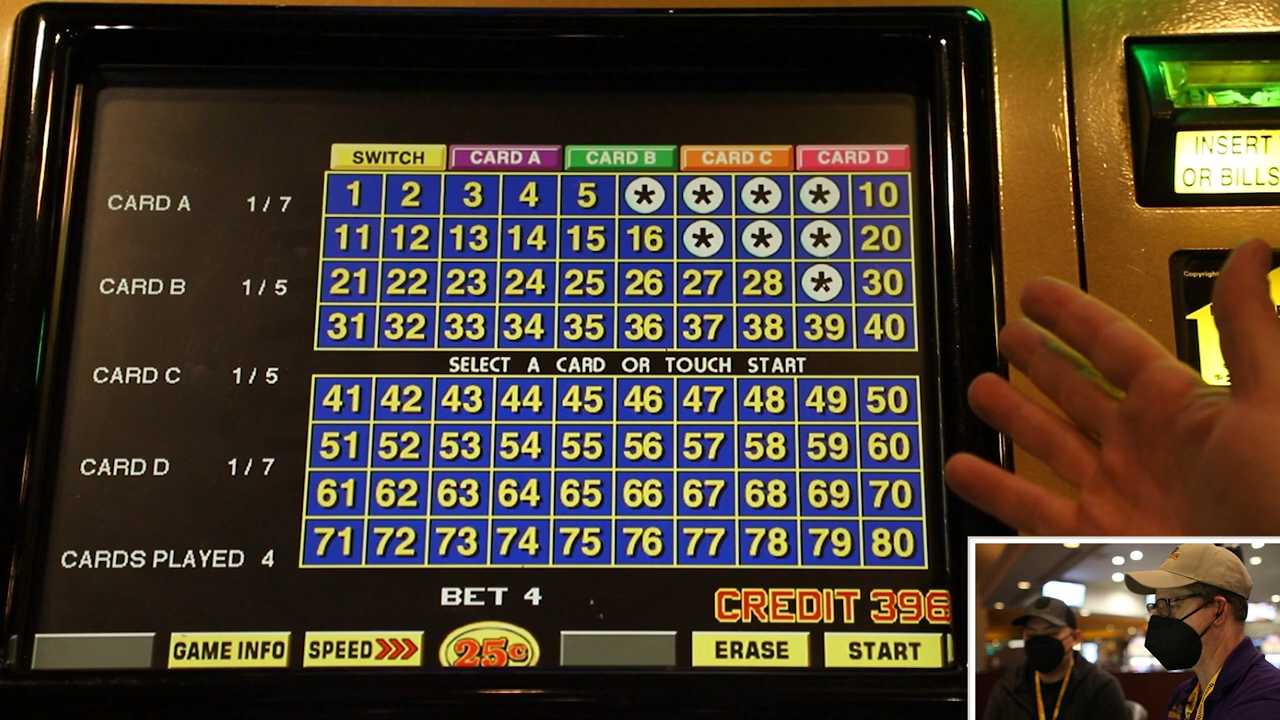 SWITCH CARD A CARD B CARD C CARD D
CARD A 1/7
1 2 3 4 5 * * * * 10
11 12 13 14 15 16 * * * 20
CARD B 1/5
21 22 23 24 25 26 27 28 * 30
31 32 33 34 35 36 37 38 39 40
SELECT A CARD OR TOUCH START
CARD C 1/5
41 42 43 44 45 46 47 48 49 50
51 52 53 54 55 56 57 58 59 60
CARD D 1/7
61 62 63 64 65 66 67 68 69 70
71 72 73 74 75 76 77 78 79 80
CARDS PLAYED 4
BET 4
CREDIT 396
GAME INFO SPEED>>> 25¢ ERASE START
INSERT
OR BILLS
Copyright